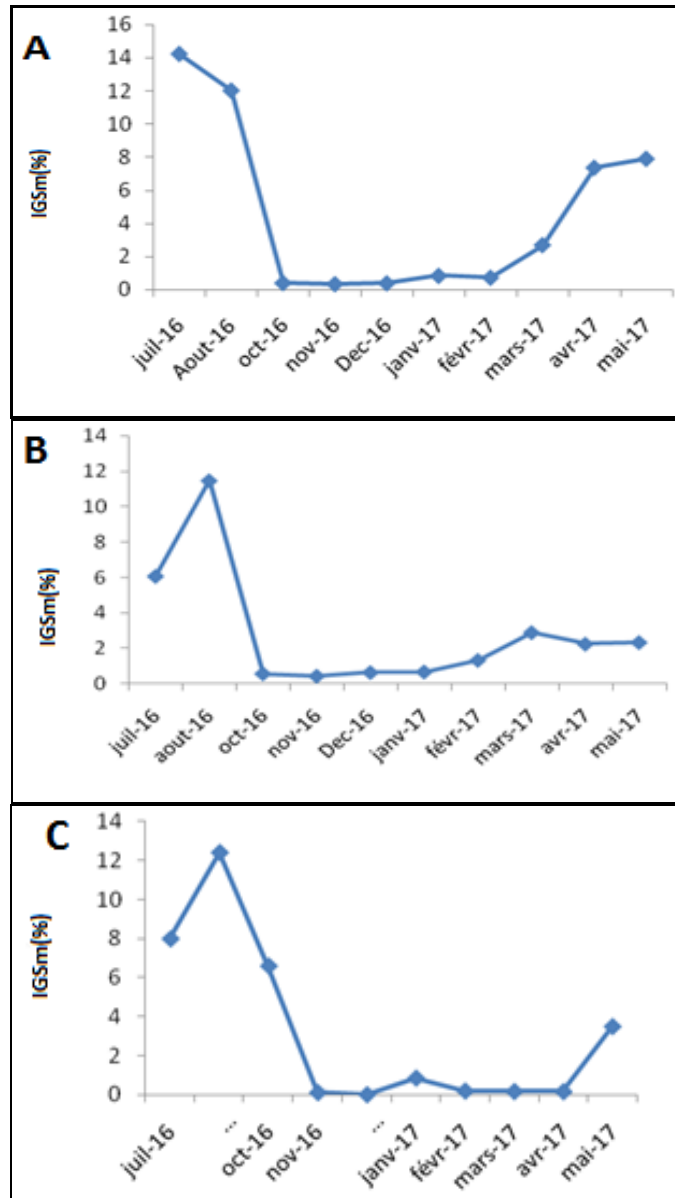 A
IGSm(%)
16
14
12
10
8
6
4
2
0
juil-16
Aout-16
oct-16
nov-16
Dec-16
janv-17
févr-17
mars-17
avr-17
mai-17
B
IGSm(%)
14
12
10
8
6
4
2
0
juil-16
aout-16
oct-16
nov-16
Dec-16
janv-17
févr-17
mars-17
avr-17
mai-17
C
IGSm(%)
14
12
10
8
6
4
2
0
juil-16
...
oct-16
nov-16
...
janv-17
févr-17
mars-17
avr-17
mai-17